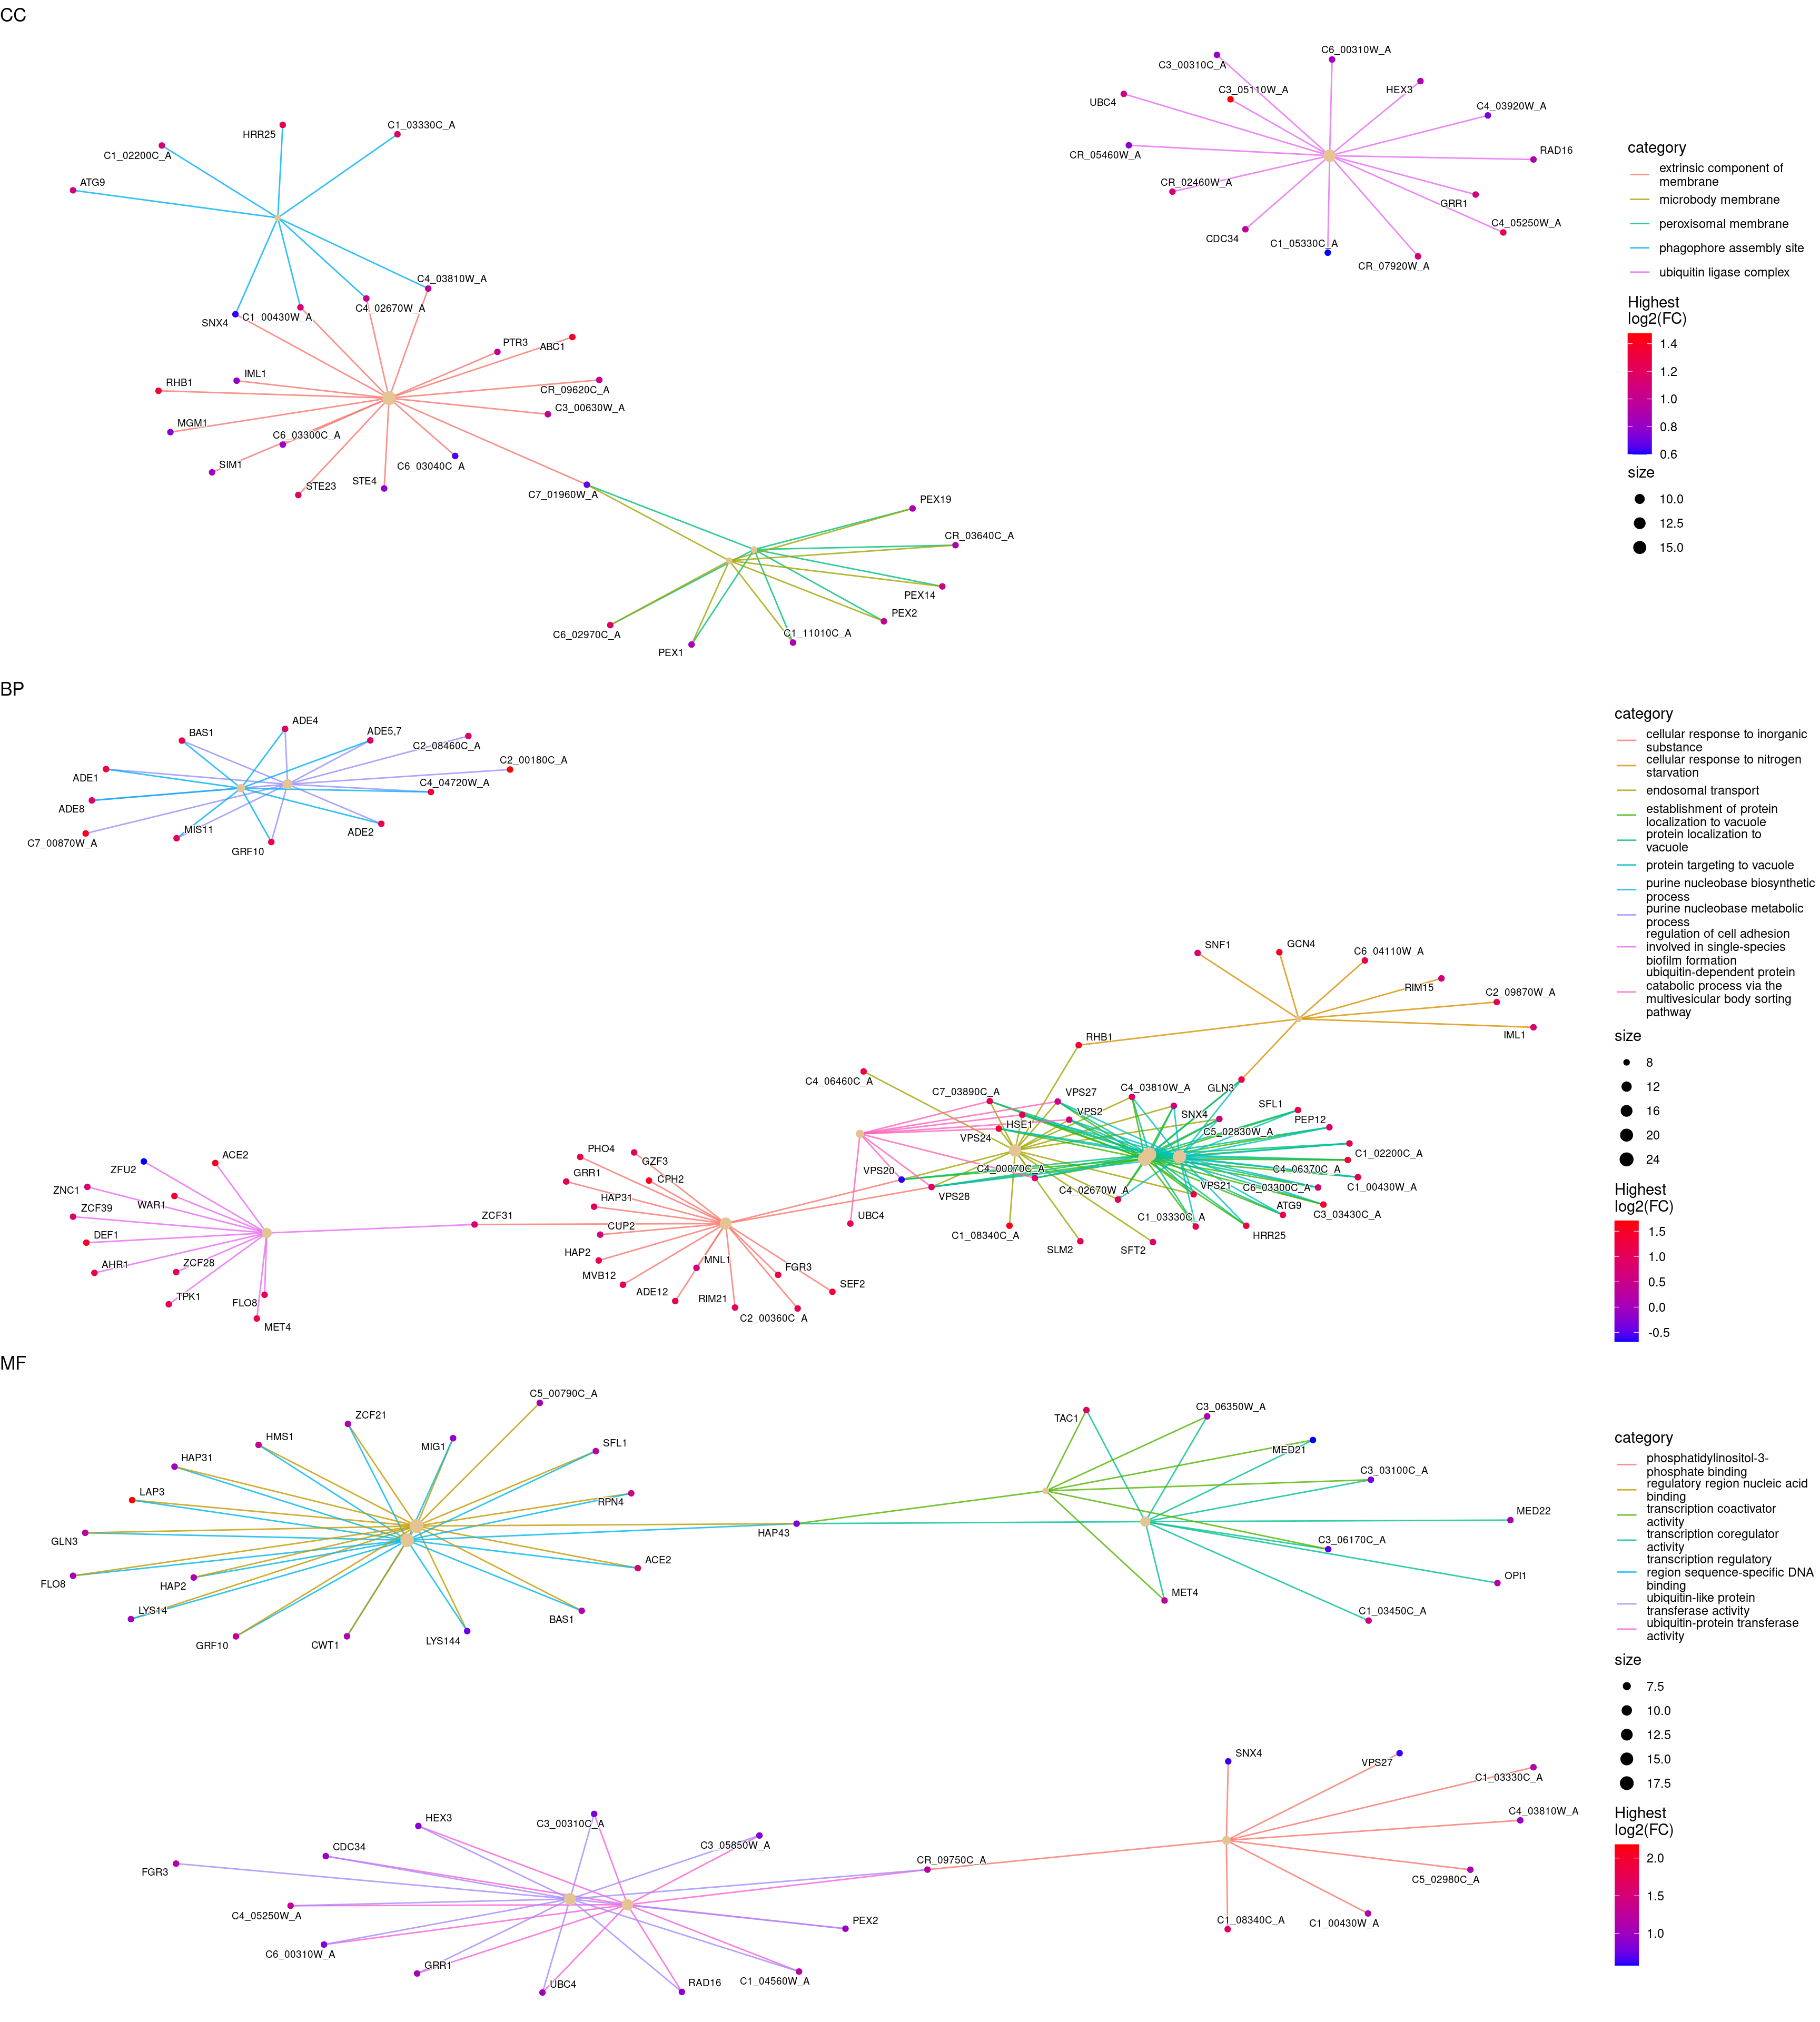 CC
C6_00310W_A
C3_00310C_A
C3_05110W_A
HEX3
UBC4
C4_03920W_A
HRR25
C1_03330C_A
C1_02200C_A
CR_05460W_A
RAD16
ATG9
CR_02460W_A
GRR1
C4_05250W_A
CDC34
C1_05330C_A
CR_07920W_A
category
extrinsic component of
membrane
microbody membrane
peroxisomal membrane
phagophore assembly site
ubiquitin ligase complex
Highest
log2(FC)
1.4
1.2
1.0
0.8
0.6
size
10.0
12.5
15.0
C4_03810W_A
C4_02670W_A
SNX4
C1_00430W_A
PTR3
ABC1
RHB1
IML1
CR_09620C_A
C3_00630W_A
MGM1
C6_03300C_A
SIM1
C6_03040C_A
STE23
STE4
C7_01960W_A
PEX19
CR_03640C_A
PEX14
PEX2
C6_02970C_A
C1_11010C_A
PEX1
BP
ADE4
BAS1
ADE5,7
C2_08460C_A
C2_00180C_A
ADE1
C4_04720W_A
ADE8
MIS11
ADE2
C7_00870W_A
GRF10
SNF1
GCN4
C6_04110W_A
RIM15
C2_09870W_A
IML1
RHB1
C4_06460C_A
C7_03890C_A
VPS27
C4_03810W_A
GLN3
SFL1
VPS2
SNX4
PEP12
HSE1
C5_02830W_A
VPS24
C1_02200C_A
VPS20
C4_00070C_A
C4_06370C_A
C1_00430W_A
VPS28
C4_02670W_A
VPS21
C6_03300C_A
ATG9
C3_03430C_A
UBC4
C1_03330C_A
C1_08340C_A
HRR25
SLM2
SFT2
PHO4
GZF3
GRR1
CPH2
HAP31
ZCF31
CUP2
HAP2
MNL1
MVB12
FGR3
SEF2
ADE12
RIM21
C2_00360C_A
ACE2
ZFU2
ZNC1
WAR1
ZCF39
DEF1
AHR1
ZCF28
TPK1
FLO8
MET4
category
cellular response to inorganic
substance
cellular response to nitrogen
starvation
endosomal transport
establishment of protein
localization to vacuole
protein localization to
vacuole
protein targeting to vacuole
purine nucleobase biosynthetic
process
purine nucleobase metabolic
process
regulation of cell adhesion
involved in single-species
biofilm formation
ubiquitin-dependent protein
catabolic process via the
multivesicular body sorting
pathway
size
8
12
16
20
24
Highest
log2(FC)
1.5
1.0
0.5
0.0
-0.5
MF
C5_00790C_A
ZCF21
HMS1
MIG1
SFL1
HAP31
LAP3
RPN4
GLN3
HAP43
FLO8
HAP2
ACE2
LYS14
BAS1
GRF10
CWT1
LYS144
TAC1
C3_06350W_A
MED21
C3_03100C_A
MED22
C3_06170C_A
OPI1
MET4
C1_03450C_A
SNX4
VPS27
C1_03330C_A
C4_03810W_A
C5_02980C_A
C1_08340C_A
C1_00430W_A
HEX3
C3_00310C_A
C3_05850W_A
CDC34
FGR3
CR_09750C_A
C4_05250W_A
PEX2
C6_00310W_A
GRR1
UBC4
RAD16
C1_04560W_A
category
phosphatidylinositol-3-
phosphate binding
regulatory region nucleic acid
binding
transcription coactivator
activity
transcription coregulator
activity
transcription regulatory
region sequence-specific DNA
binding
ubiquitin-like protein
transferase activity
ubiquitin-protein transferase
activity
size
7.5
10.0
12.5
15.0
17.5
Highest
log2(FC)
2.0
1.5
1.0